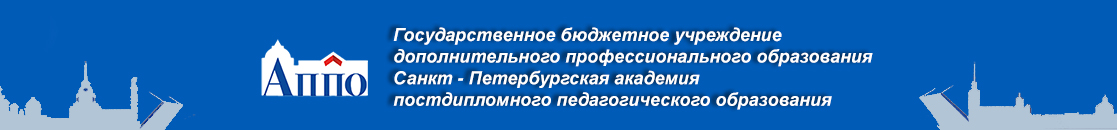 Государственное бюджетное учреждение
дополнительного профессионального образования
Санкт - Петербургская академия
постдипломного педагогического образования
Аппо